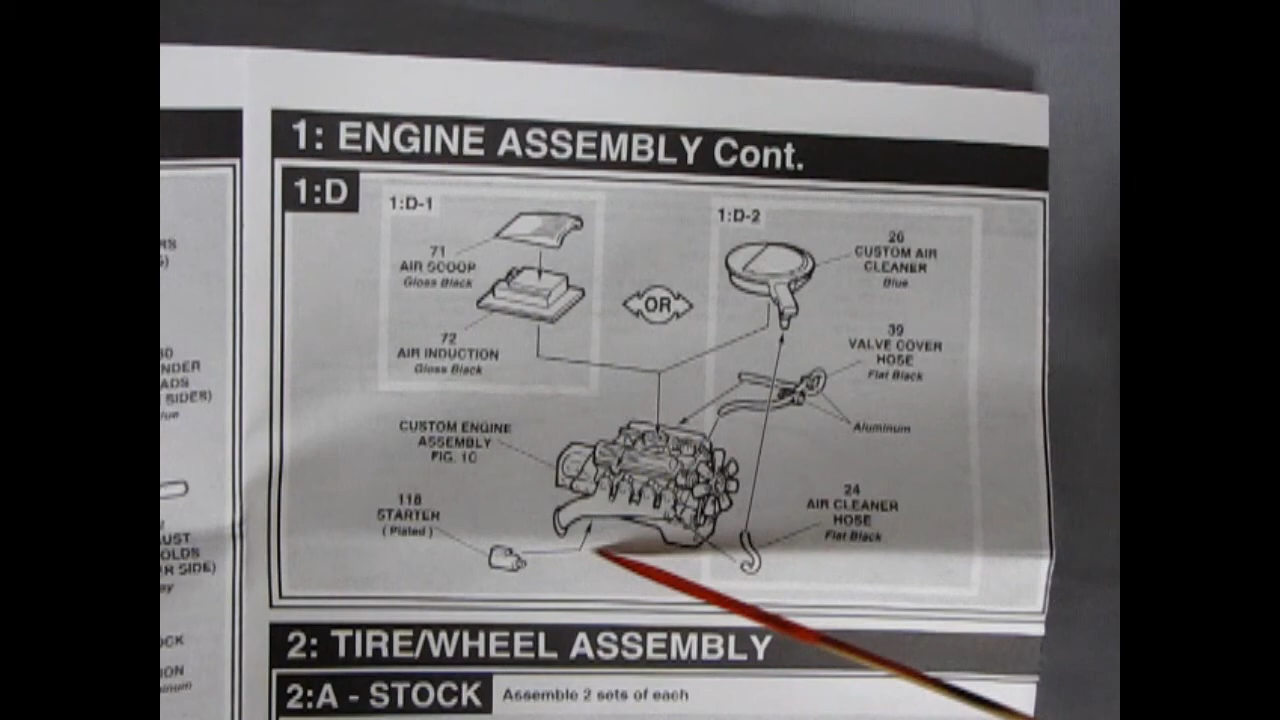 1: ENGINE ASSEMBLY Cont.
1:D
1:D-1
71
AIR SCOOP
Gloss Black
72
AIR INDUCTION
Gloss Black
OR
1:D-2
26
CUSTOM AIR
CLEANER
Blue
39
VALVE COVER
HOSE
Flat Black
Aluminum
CUSTOM ENGINE
ASSEMBLY
FIG. 10
118
STARTER
( Plated )
24
AIR CLEANER
HOSE
Flat Black
SIDES)
R SIDE)
2: TIRE/WHEEL ASSEMBLY
2:A - STOCK
Assemble 2 sets of each